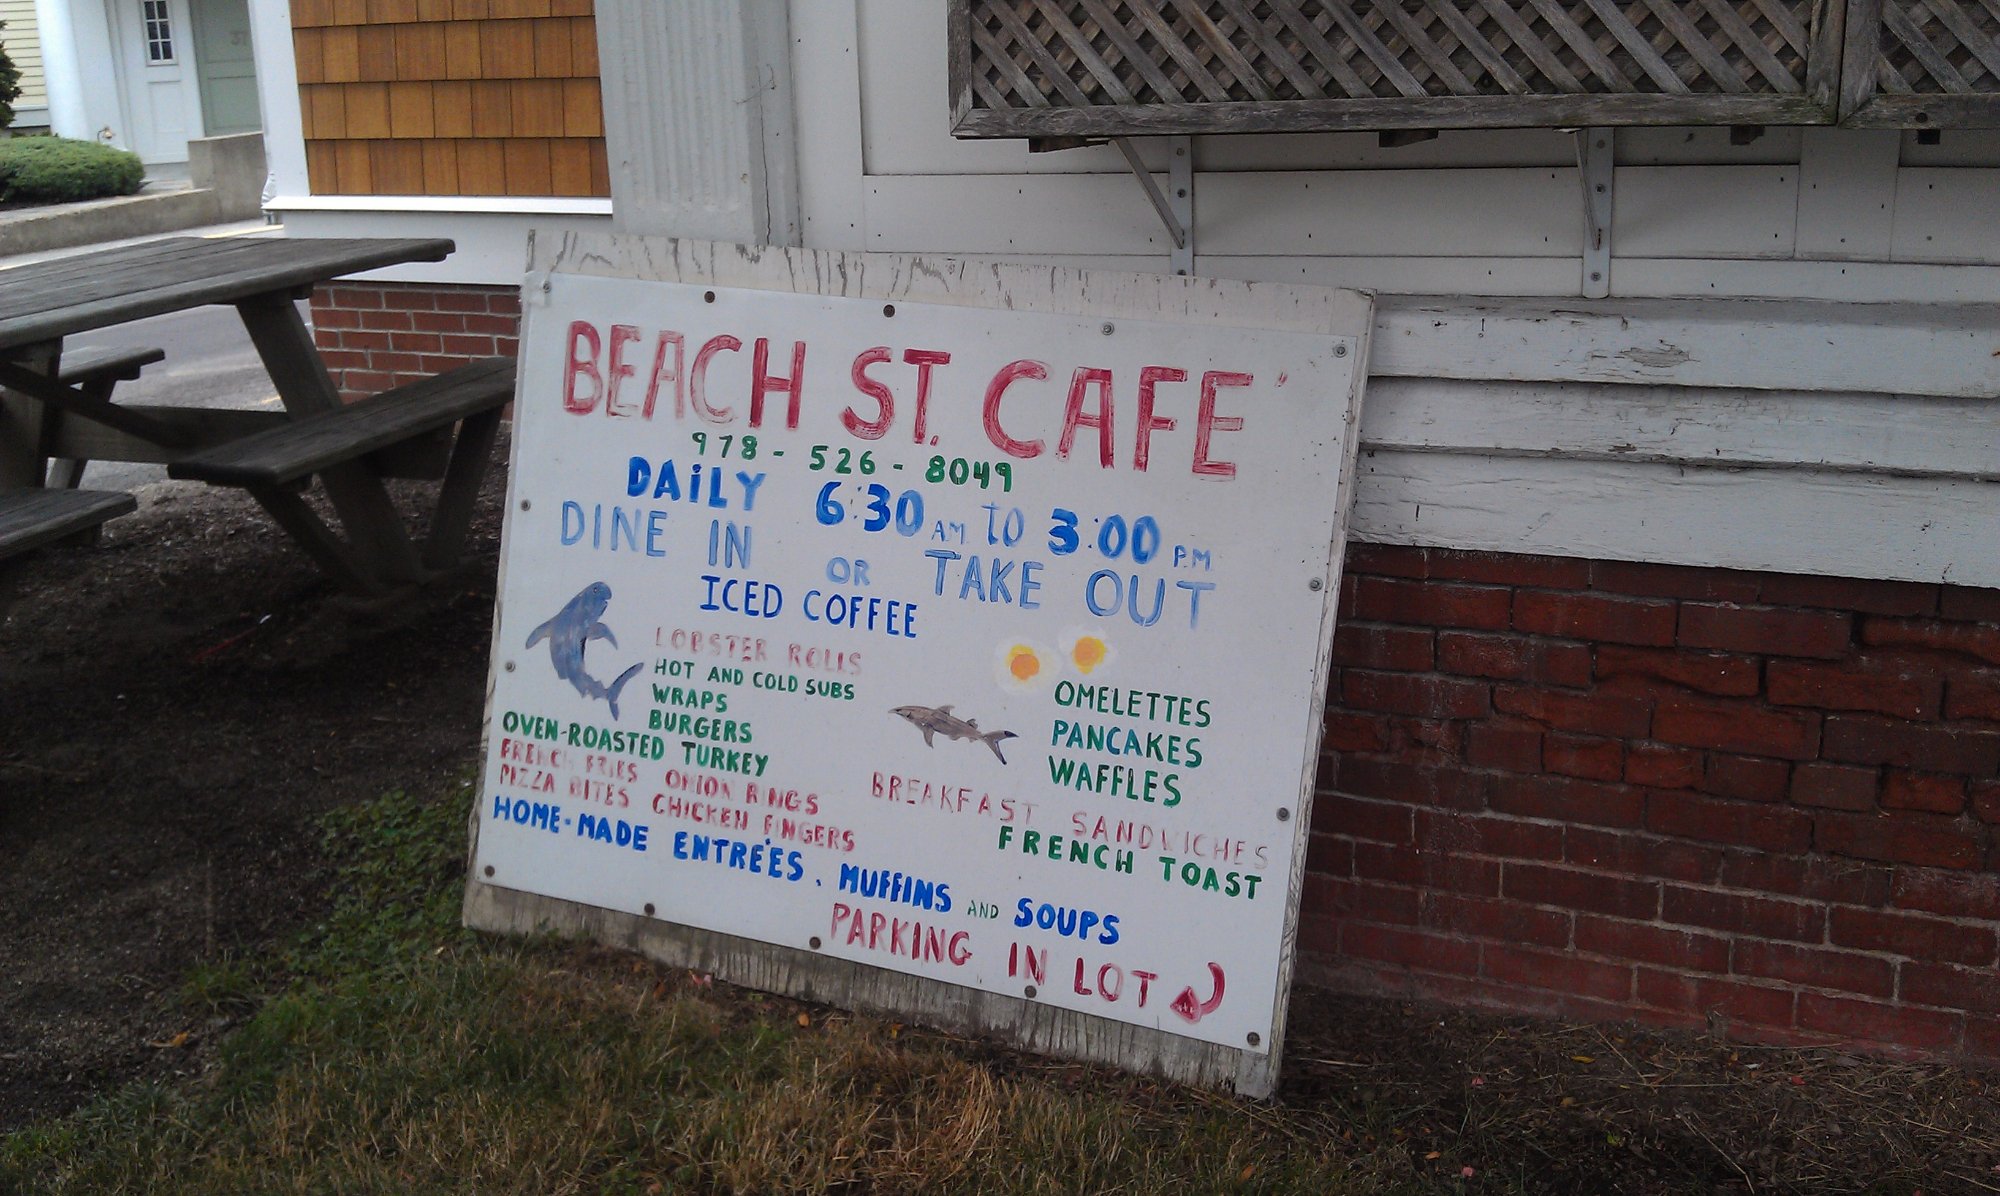 BEACH ST. CAFE'
978-526-8049
DAiLY 6:30 AM TO 3:00 P.M.
DINE IN OR TAKE OUT
ICED COFFEE
LOBSTER ROLLS
HOT AND COLD SUBS
WRAPS
BURGERS
OVEN-ROASTED TURKEY
FRENCH FRIES ONION RINGS
PIZZA BITES CHICKEN FINGERS
OMELETTES
PANCAKES
WAFFLES
BREAKFAST SANDWICHES
FRENCH TOAST
HOME-MADE ENTRE'ES, MUFFINS AND SOUPS
PARKING IN LOT